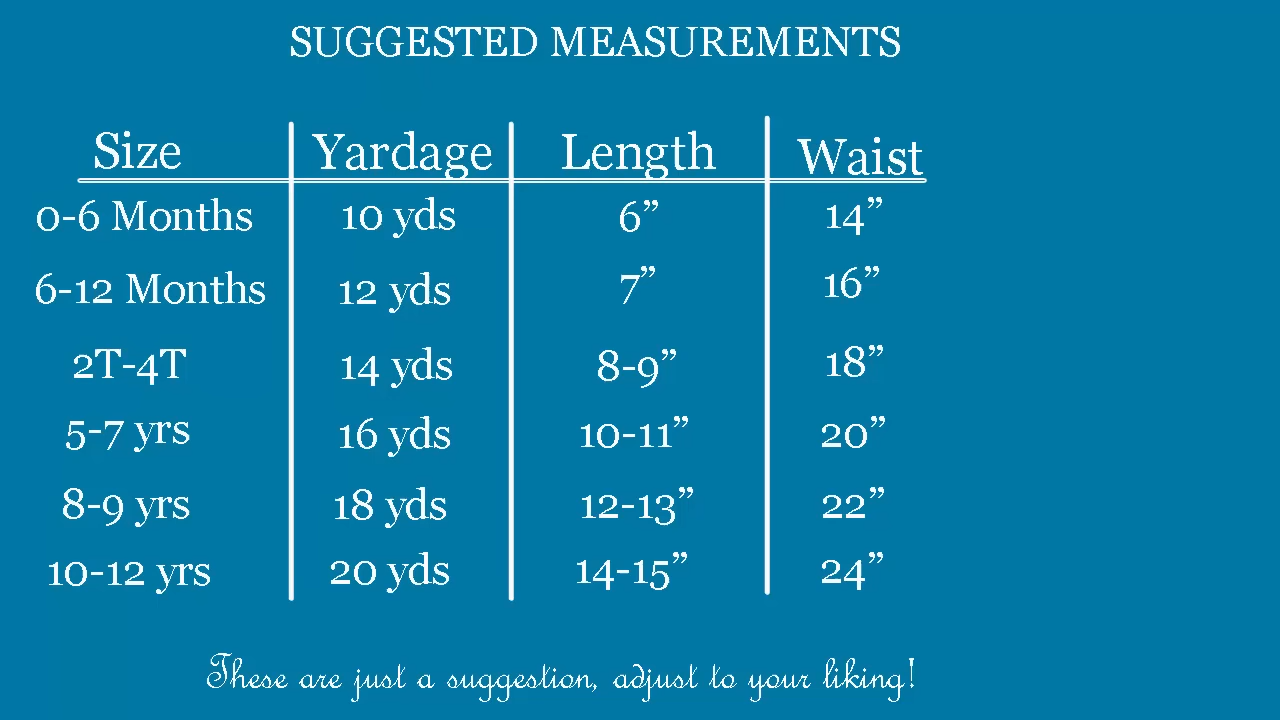 SUGGESTED MEASUREMENTS
Size Yardage Length Waist
0-6 Months 10 yds 6” 14”
6-12 Months 12 yds 7” 16”
2T-4T 14 yds 8-9” 18”
5-7 yrs 16 yds 10-11” 20”
8-9 yrs 18 yds 12-13” 22”
10-12 yrs 20 yds 14-15” 24”
These are just a suggestion, adjust to your liking!